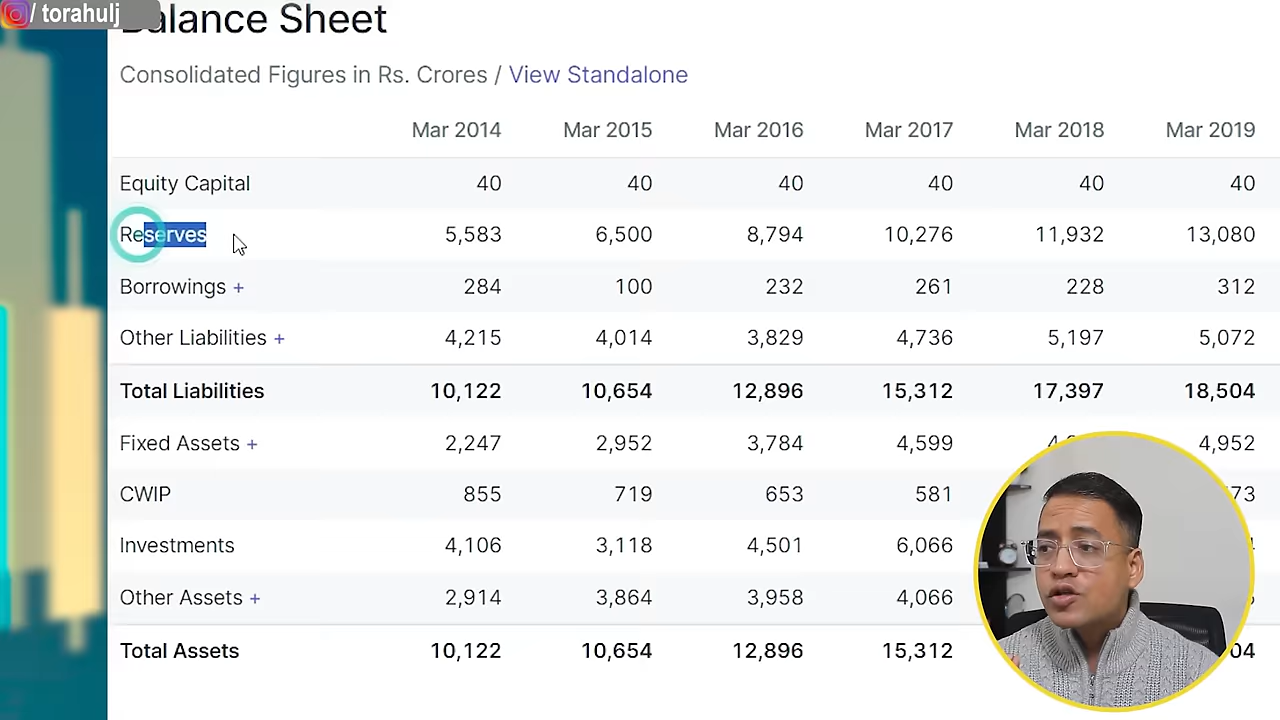 / torahulj
Balance Sheet
Consolidated Figures in Rs. Crores / View Standalone
Mar 2014 Mar 2015 Mar 2016 Mar 2017 Mar 2018 Mar 2019
Equity Capital 40 40 40 40 40 40
Reserves 5,583 6,500 8,794 10,276 11,932 13,080
Borrowings + 284 100 232 261 228 312
Other Liabilities + 4,215 4,014 3,829 4,736 5,197 5,072
Total Liabilities 10,122 10,654 12,896 15,312 17,397 18,504
Fixed Assets + 2,247 2,952 3,784 4,599 4,952
CWIP 855 719 653 581 73
Investments 4,106 3,118 4,501 6,066
Other Assets + 2,914 3,864 3,958 4,066
Total Assets 10,122 10,654 12,896 15,312 04